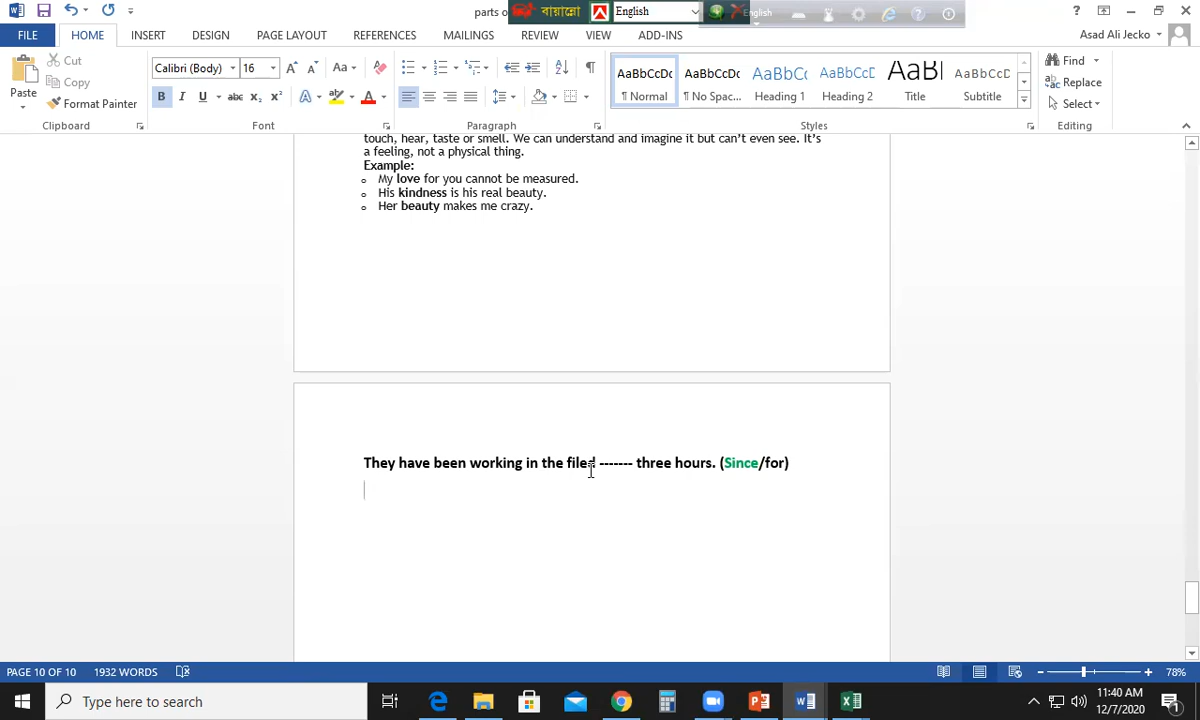 parts o
বায়ান্নো
English
English
Asad Ali Jecko
FILE HOME INSERT DESIGN PAGE LAYOUT REFERENCES MAILINGS REVIEW VIEW ADD-INS
Paste
Cut
Copy
Format Painter
Clipboard
Calibri (Body) 16
Font
Paragraph
AaBbCcDc AaBbCcDc AaBbCc AaBbCcD AaBl AaBbCcD
¶ Normal ¶ No Spac... Heading 1 Heading 2 Title Subtitle
Styles
Find
Replace
Select
Editing
touch, hear, taste or smell. We can understand and imagine it but can't even see. It's
a feeling, not a physical thing.
Example:
My love for you cannot be measured.
His kindness is his real beauty.
Her beauty makes me crazy.
They have been working in the filed ------- three hours. (Since/for)
PAGE 10 OF 10 1932 WORDS
78%
Type here to search
11:40 AM
12/7/2020